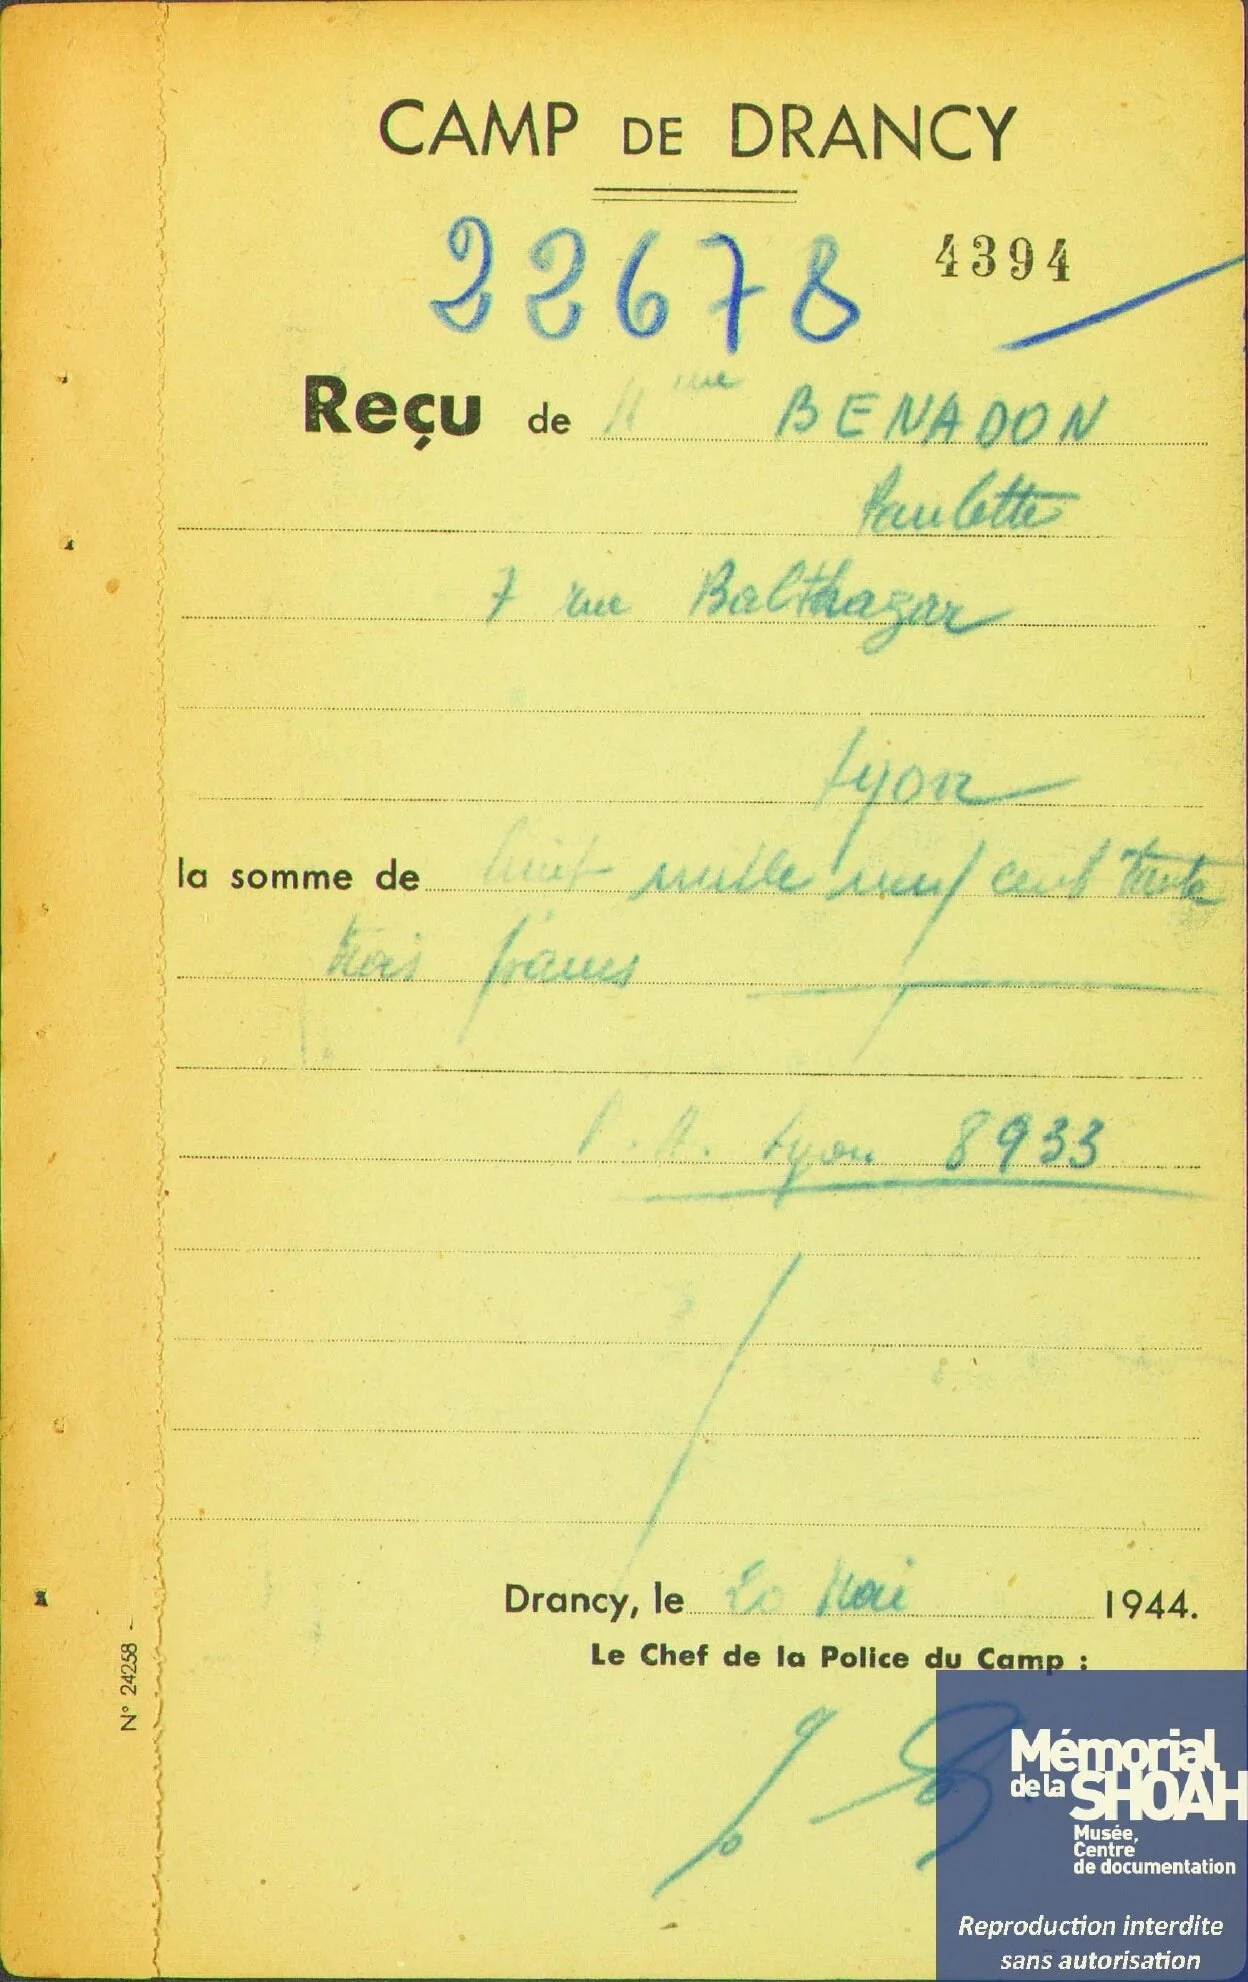 CAMP DE DRANCY
22678
4394
Reçu de Mme BENADON
Paulette
7 rue Balthazar
Lyon
la somme de huit mille neuf cent trente
trois francs
P. A. Lyon 8933
Drancy, le 20 Mai 1944.
Le Chef de la Police du Camp :
N° 24258 -
Mémorial
de la SHOAH
Musée,
Centre
de documentation
Reproduction interdite
sans autorisation